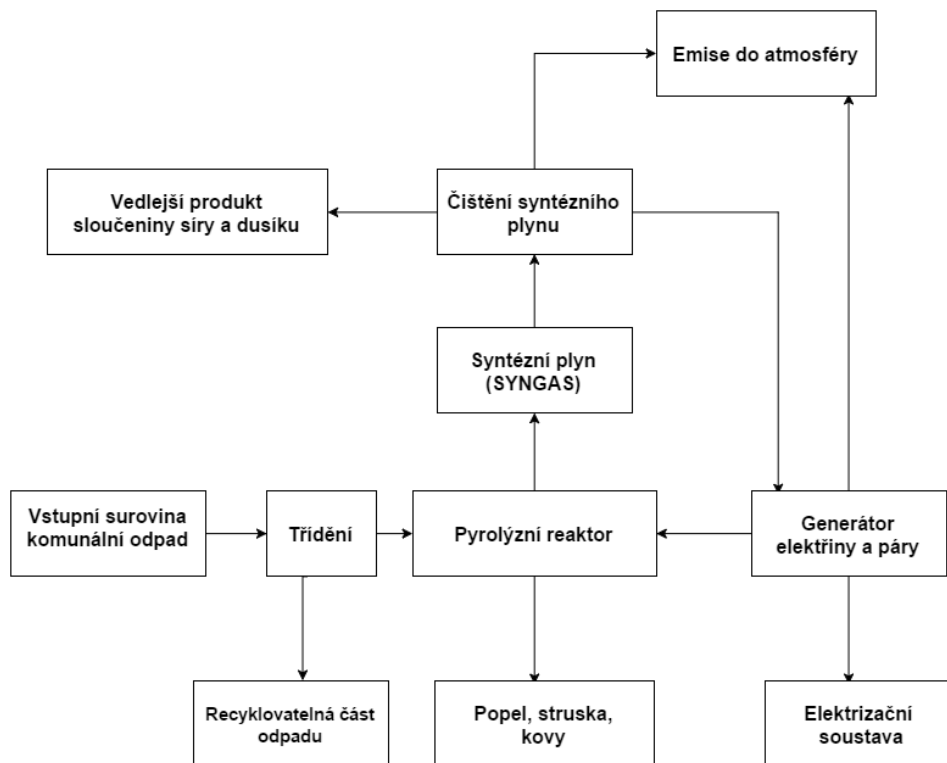 Emise do atmosféry
Vedlejší produkt
sloučeniny síry a dusíku
Čištění syntézního
plynu
Syntézní plyn
(SYNGAS)
Vstupní surovina
komunální odpad
Třídění
Pyrolýzní reaktor
Generátor
elektřiny a páry
Recyklovatelná část
odpadu
Popel, struska,
kovy
Elektrizační
soustava